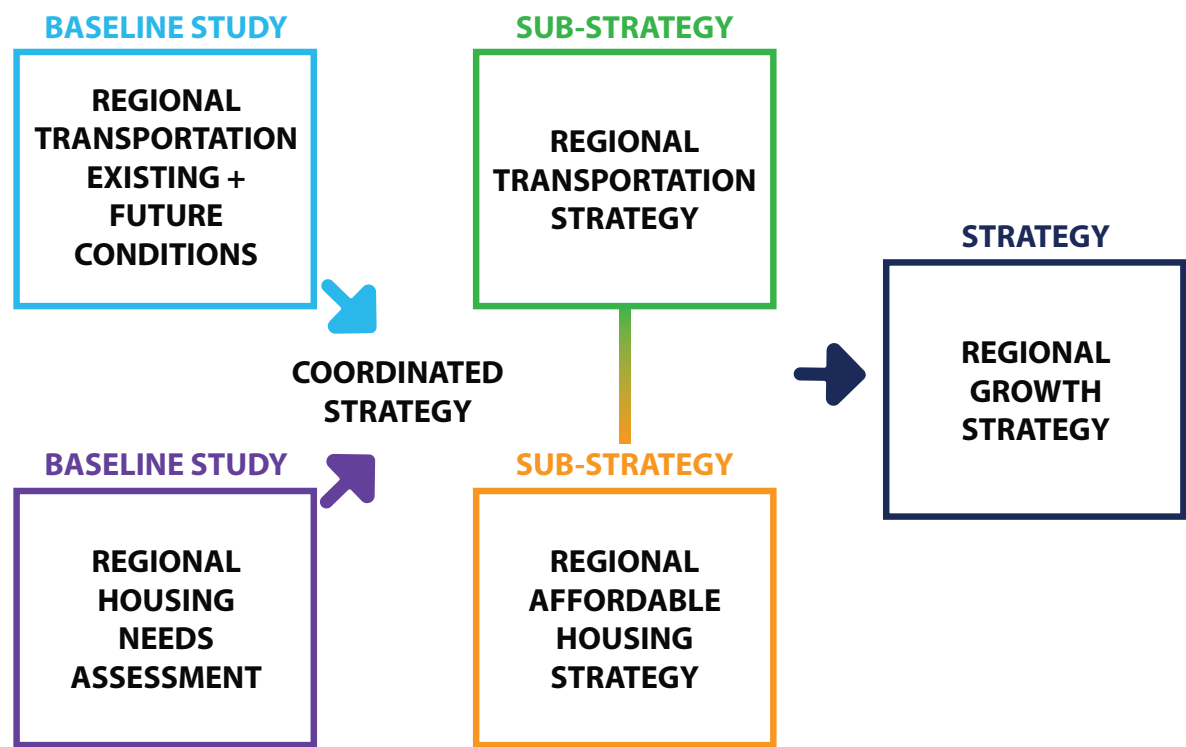 BASELINE STUDY
REGIONAL
TRANSPORTATION
EXISTING +
FUTURE
CONDITIONS
SUB-STRATEGY
REGIONAL
TRANSPORTATION
STRATEGY
COORDINATED
STRATEGY
BASELINE STUDY
REGIONAL
HOUSING
NEEDS
ASSESSMENT
SUB-STRATEGY
REGIONAL
AFFORDABLE
HOUSING
STRATEGY
STRATEGY
REGIONAL
GROWTH
STRATEGY